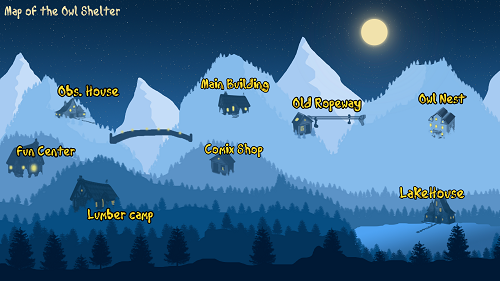 Map of the Owl Shelter
Obs. House
Main Building
Old Ropeway
Owl Nest
Fun Center
Comix Shop
LakeHouse
Lumber camp